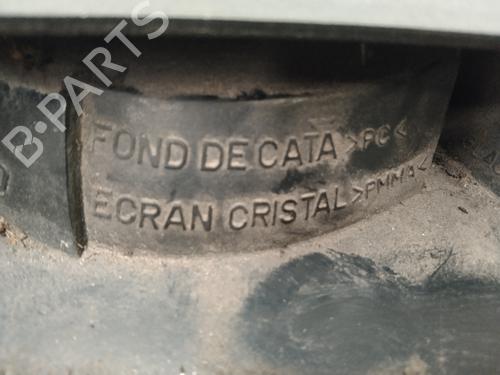 B-PARTS
FOND DE CATA >PC<
ECRAN CRISTAL >PMMA<